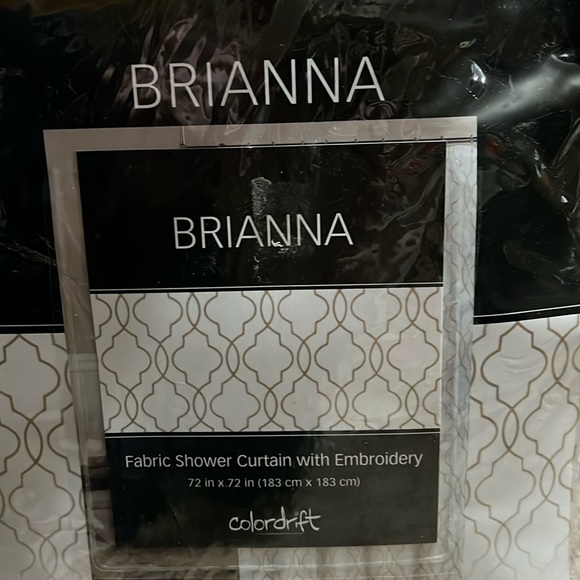 BRIANNA
BRIANNA
Fabric Shower Curtain with Embroidery
72 in x 72 in (183 cm x 183 cm)
colordrift